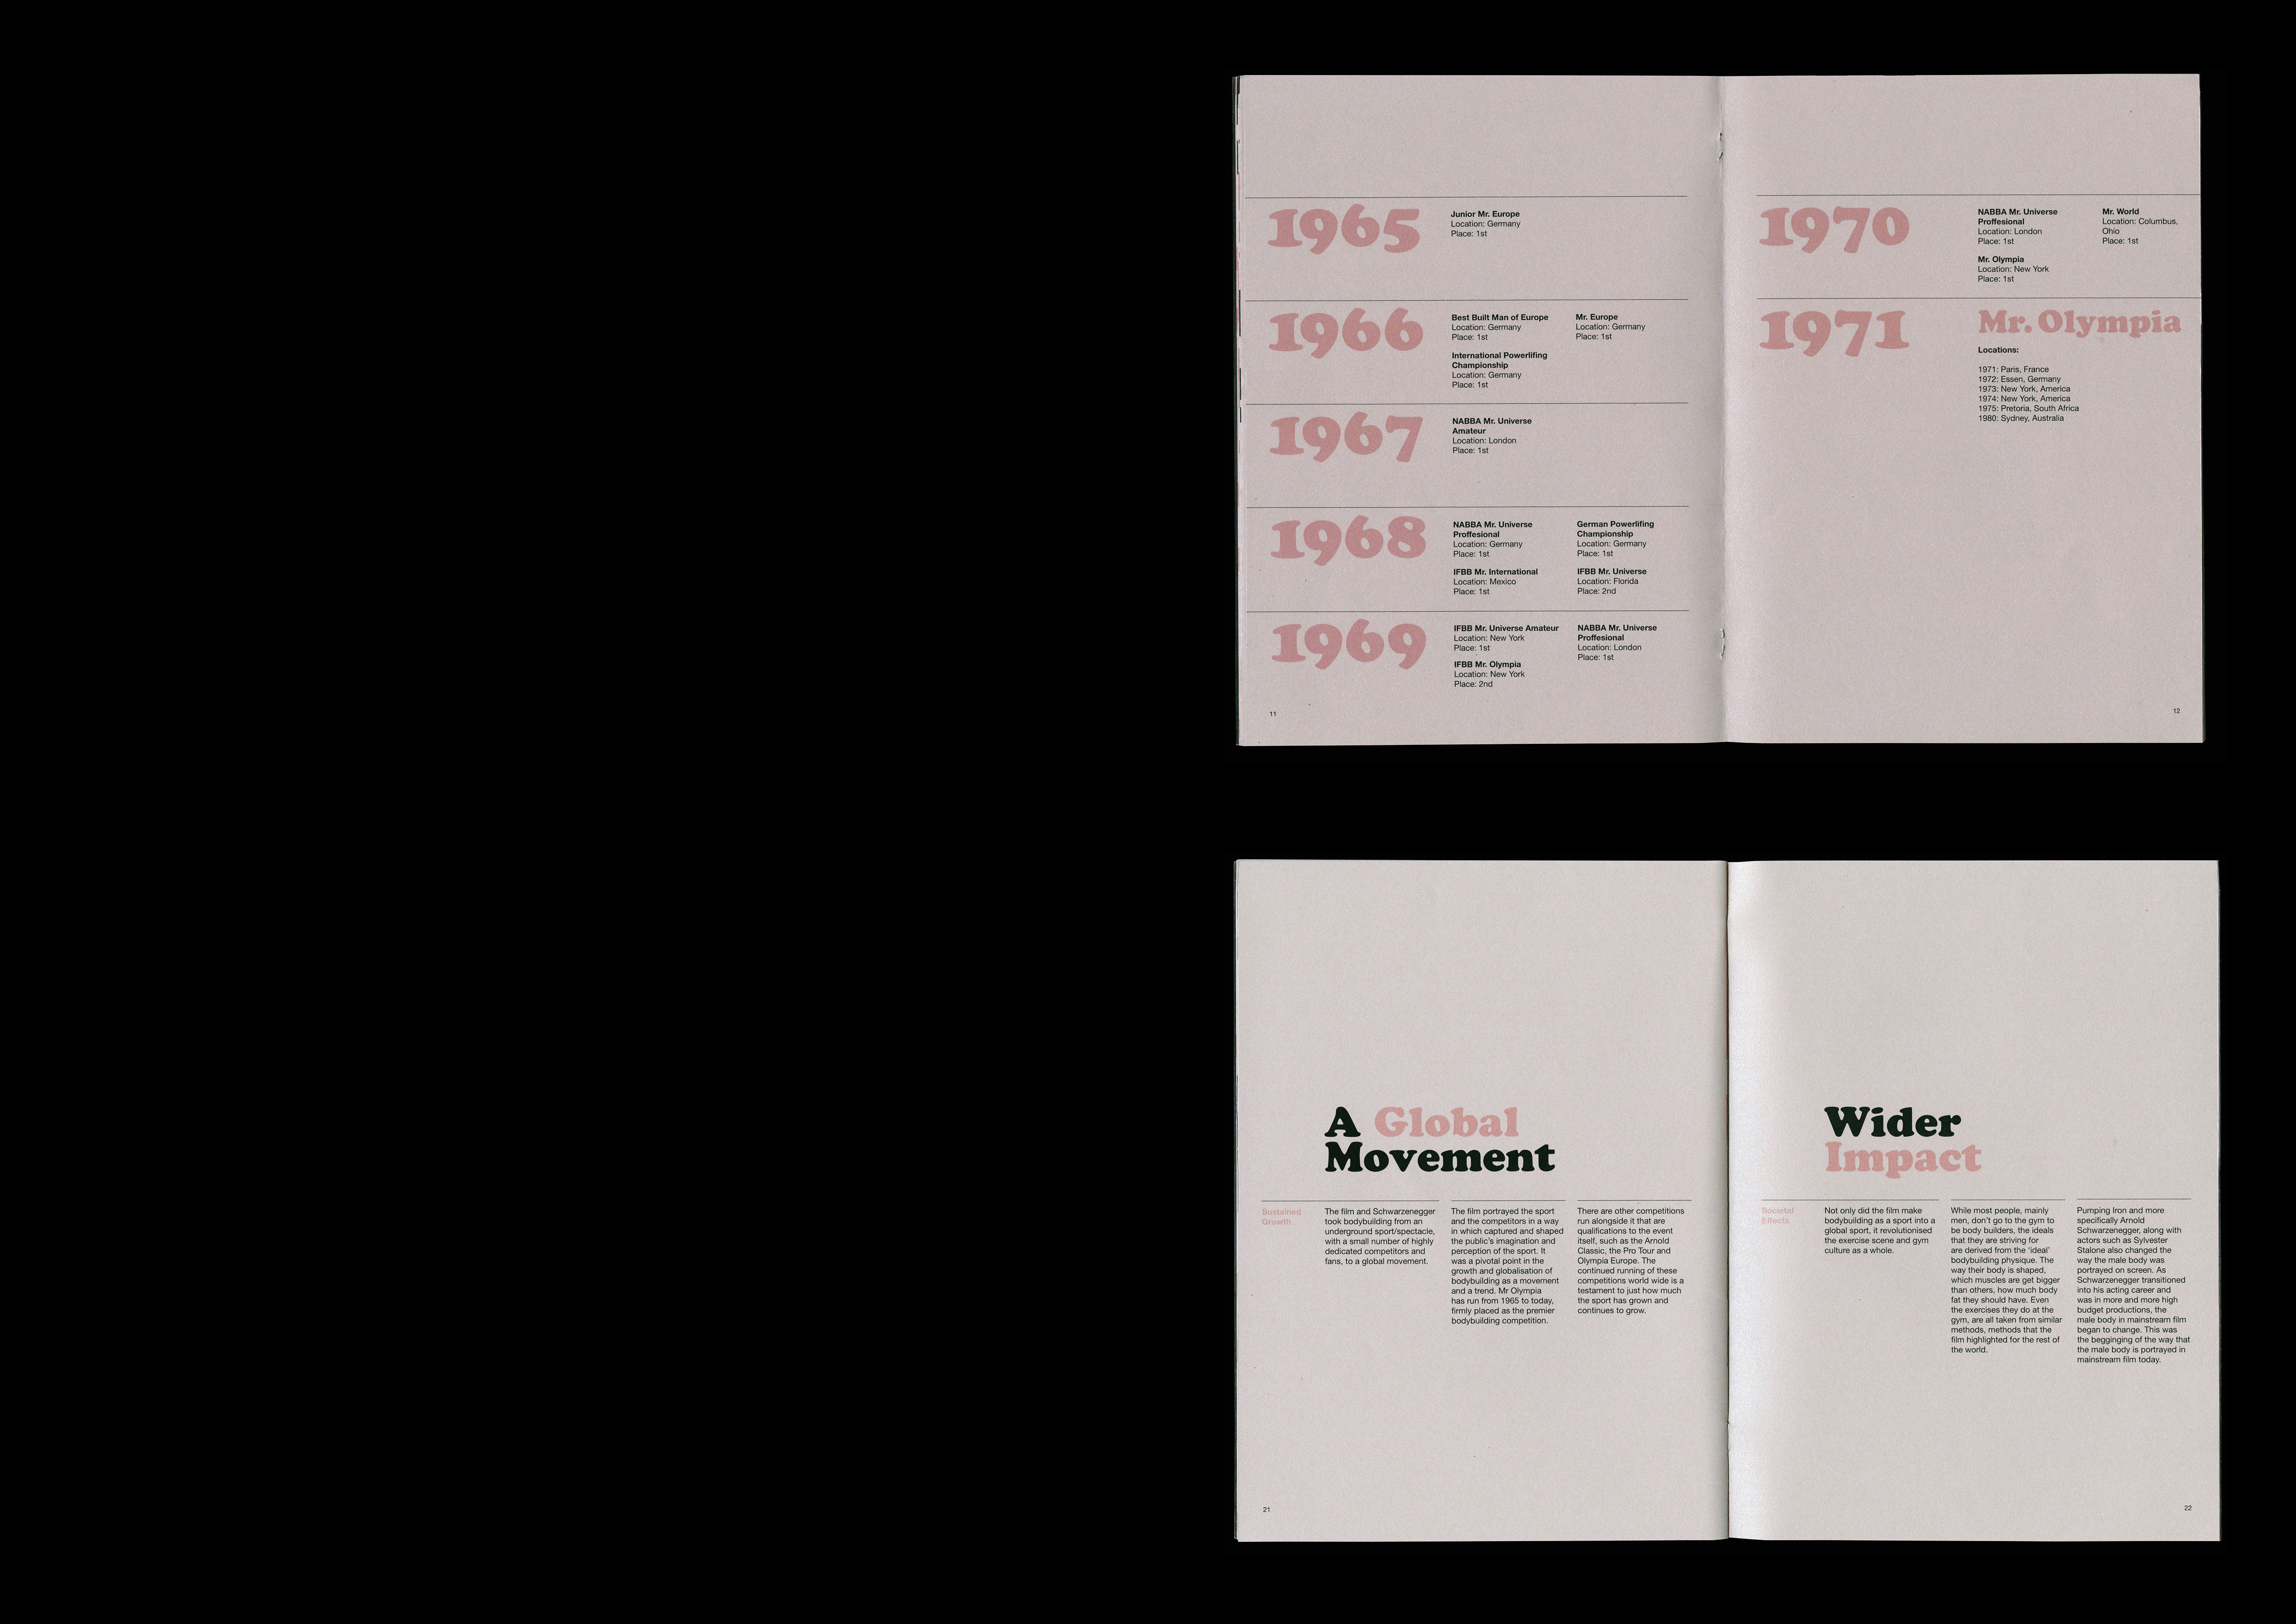 1965
Junior Mr. Europe
Location: Germany
Place: 1st
1966
Best Built Man of Europe
Location: Germany
Place: 1st
International Powerlifing
Championship
Location: Germany
Place: 1st
Mr. Europe
Location: Germany
Place: 1st
1967
NABBA Mr. Universe
Amateur
Location: London
Place: 1st
1968
NABBA Mr. Universe
Proffesional
Location: Germany
Place: 1st
IFBB Mr. International
Location: Mexico
Place: 1st
German Powerlifing
Championship
Location: Germany
Place: 1st
IFBB Mr. Universe
Location: Florida
Place: 2nd
1969
IFBB Mr. Universe Amateur
Location: New York
Place: 1st
IFBB Mr. Olympia
Location: New York
Place: 2nd
NABBA Mr. Universe
Proffesional
Location: London
Place: 1st
11
1970
NABBA Mr. Universe
Proffesional
Location: London
Place: 1st
Mr. Olympia
Location: New York
Place: 1st
Mr. World
Location: Columbus,
Ohio
Place: 1st
1971
Mr. Olympia
Locations:
1971: Paris, France
1972: Essen, Germany
1973: New York, America
1974: New York, America
1975: Pretoria, South Africa
1980: Sydney, Australia
12
A Global
Movement
Sustained
Growth
The film and Schwarzenegger
took bodybuilding from an
underground sport/spectacle,
with a small number of highly
dedicated competitors and
fans, to a global movement.
The film portrayed the sport
and the competitors in a way
in which captured and shaped
the public's imagination and
perception of the sport. It
was a pivotal point in the
growth and globalisation of
bodybuilding as a movement
and a trend. Mr Olympia
has run from 1965 to today,
firmly placed as the premier
bodybuilding competition.
There are other competitions
run alongside it that are
qualifications to the event
itself, such as the Arnold
Classic, the Pro Tour and
Olympia Europe. The
continued running of these
competitions world wide is a
testament to just how much
the sport has grown and
continues to grow.
21
Wider
Impact
Societal
Effects
Not only did the film make
bodybuilding as a sport into a
global sport, it revolutionised
the exercise scene and gym
culture as a whole.
While most people, mainly
men, don't go to the gym to
be body builders, the ideals
that they are striving for
are derived from the 'ideal'
bodybuilding physique. The
way their body is shaped,
which muscles are get bigger
than others, how much body
fat they should have. Even
the exercises they do at the
gym, are all taken from similar
methods, methods that the
film highlighted for the rest of
the world.
Pumping Iron and more
specifically Arnold
Schwarzenegger, along with
actors such as Sylvester
Stalone also changed the
way the male body was
portrayed on screen. As
Schwarzenegger transitioned
into his acting career and
was in more and more high
budget productions, the
male body in mainstream film
began to change. This was
the begginging of the way that
the male body is portrayed in
mainstream film today.
22